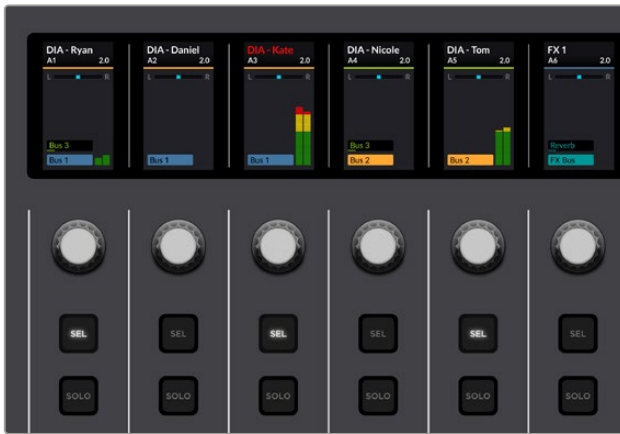 DIA - Ryan
A1 2.0
L R
Bus 3
Bus 1
DIA - Daniel
A2 2.0
L R
Bus 1
DIA - Kate
A3 2.0
L R
Bus 1
DIA - Nicole
A4 2.0
L R
Bus 3
Bus 2
DIA - Tom
A5 2.0
L R
Bus 2
FX 1
A6 2.0
L R
Reverb
FX Bus
SEL SEL SEL SEL SEL SEL
SOLO SOLO SOLO SOLO SOLO SOLO